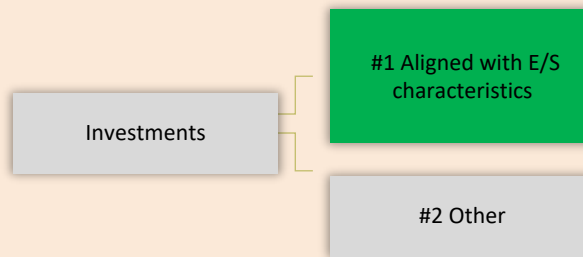 #1 Aligned with E/S
characteristics
Investments
#2 Other